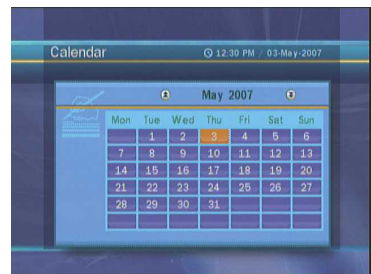 Calendar 12:30 PM / 03-May-2007
May 2007
Mon Tue Wed Thu Fri Sat Sun
1 2 3 4 5 6
7 8 9 10 11 12 13
14 15 16 17 18 19 20
21 22 23 24 25 26 27
28 29 30 31